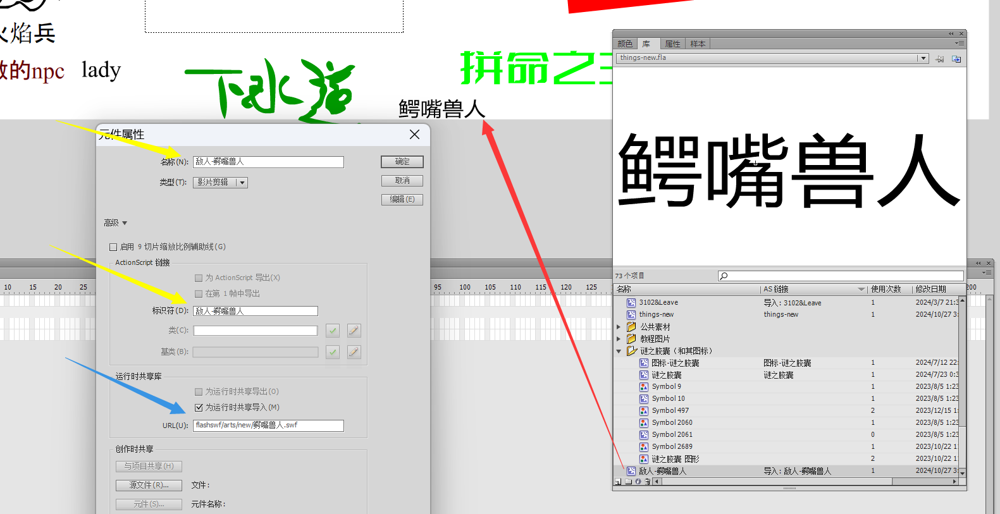 火焰兵
做的npc
lady
下水道
拼命之
鳄嘴兽人
元件属性
名称(N):
敌人-鳄嘴兽人
确定
类型(T):
影片剪辑
取消
编辑(E)
高级
启用 9 切片缩放比例辅助线(G)
ActionScript 链接
为 ActionScript 导出(X)
在第 1 帧中导出
标识符(D):
敌人-鳄嘴兽人
类(C):
基类(B):
运行时共享库
为运行时共享导出(O)
为运行时共享导入(M)
URL(U):
flashswf/arts/new/鳄嘴兽人.swf
创作时共享
与项目共享(H)
源文件(R)...
文件:
元件(S)...
元件名称:
10 15 20 25
95 100 105 110 115 120 125
200
颜色 库 属性 样本
things-new.fla
鳄嘴兽人
73 个项目
名称 AS 链接 使用次数 修改日期
3102&Leave 导入: 3102&Leave 1 2024/3/7 21:3
things-new things-new 1 2024/10/27 3:
公共素材
教程图片
谜之胶囊（和其图标）
图标-谜之胶囊 图标-谜之胶囊 1 2024/7/12 22:
谜之胶囊 谜之胶囊 1 2024/7/23 0:3
Symbol 9 1 2023/8/5 1:23
Symbol 10 1 2023/8/5 1:23
Symbol 497 2 2023/12/15 1:
Symbol 2060 1 2023/8/5 1:23
Symbol 2061 0 2023/8/5 1:23
Symbol 2689 1 2023/10/22 1
谜之胶囊 图形 2 2023/10/22 1
敌人-鳄嘴兽人 导入: 敌人-鳄嘴兽人 1 2024/10/27 3: